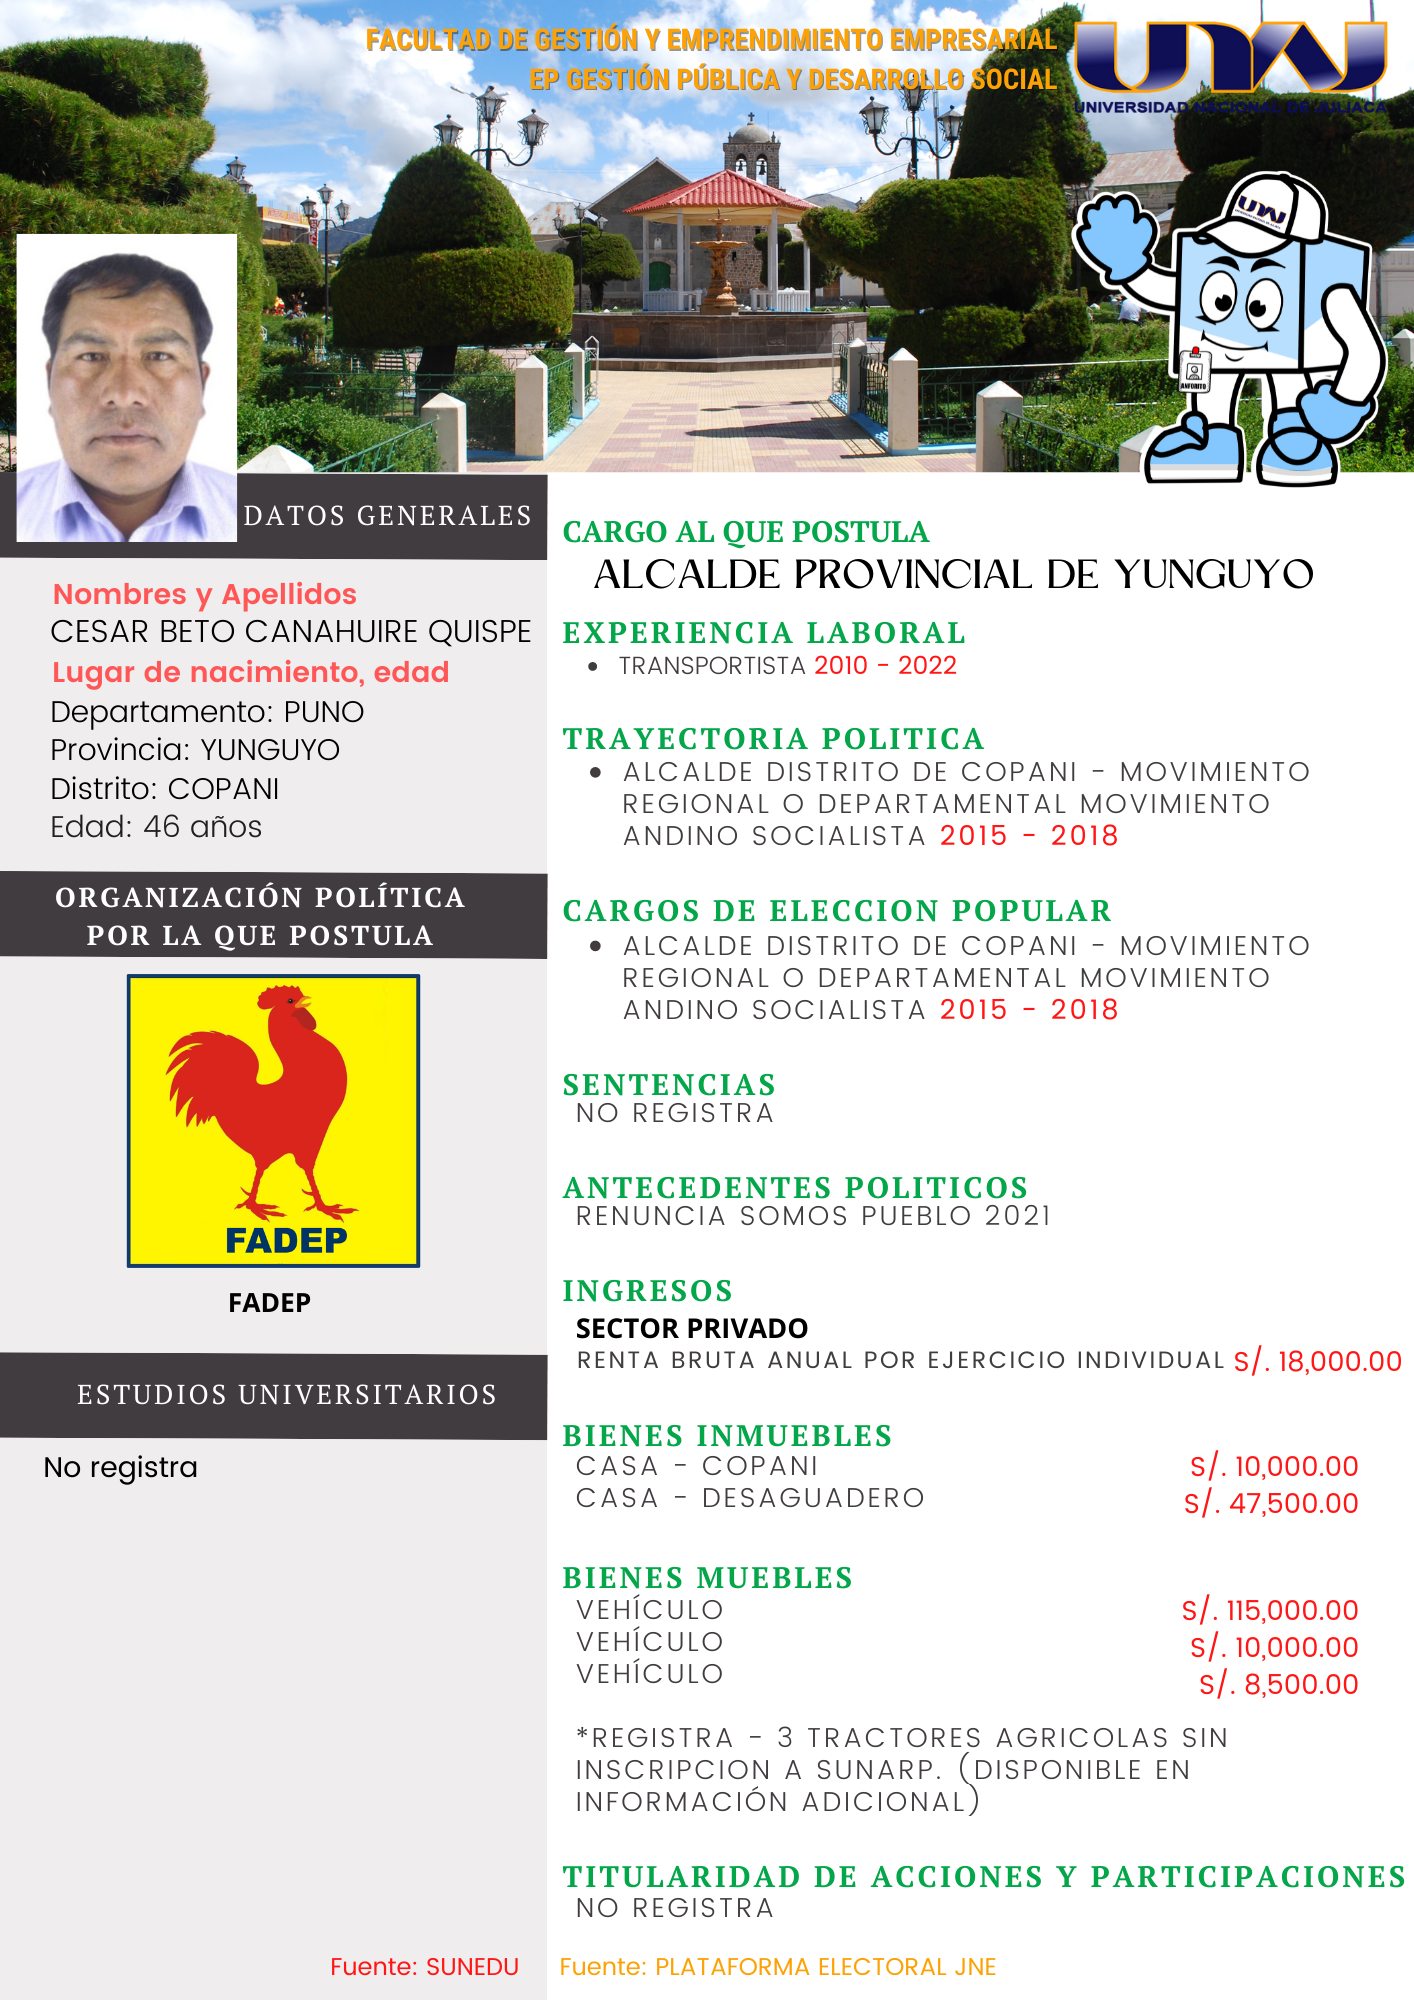 FACULTAD DE GESTIÓN Y EMPRENDIMIENTO EMPRESARIAL
EP GESTIÓN PÚBLICA Y DESARROLLO SOCIAL
UNAJ
UNIVERSIDAD NACIONAL DE JULIACA
UNAJ
ANFORITO
DATOS GENERALES
Nombres y Apellidos
CESAR BETO CANAHUIRE QUISPE
Lugar de nacimiento, edad
Departamento: PUNO
Provincia: YUNGUYO
Distrito: COPANI
Edad: 46 años
ORGANIZACIÓN POLÍTICA
POR LA QUE POSTULA
FADEP
FADEP
ESTUDIOS UNIVERSITARIOS
No registra
Fuente: SUNEDU
CARGO AL QUE POSTULA
ALCALDE PROVINCIAL DE YUNGUYO
EXPERIENCIA LABORAL
• TRANSPORTISTA 2010 - 2022
TRAYECTORIA POLITICA
• ALCALDE DISTRITO DE COPANI - MOVIMIENTO
REGIONAL O DEPARTAMENTAL MOVIMIENTO
ANDINO SOCIALISTA 2015 - 2018
CARGOS DE ELECCION POPULAR
• ALCALDE DISTRITO DE COPANI - MOVIMIENTO
REGIONAL O DEPARTAMENTAL MOVIMIENTO
ANDINO SOCIALISTA 2015 - 2018
SENTENCIAS
NO REGISTRA
ANTECEDENTES POLITICOS
RENUNCIA SOMOS PUEBLO 2021
INGRESOS
SECTOR PRIVADO
RENTA BRUTA ANUAL POR EJERCICIO INDIVIDUAL S/. 18,000.00
BIENES INMUEBLES
CASA - COPANI S/. 10,000.00
CASA - DESAGUADERO S/. 47,500.00
BIENES MUEBLES
VEHÍCULO S/. 115,000.00
VEHÍCULO S/. 10,000.00
VEHÍCULO S/. 8,500.00
*REGISTRA - 3 TRACTORES AGRICOLAS SIN
INSCRIPCION A SUNARP. (DISPONIBLE EN
INFORMACIÓN ADICIONAL)
TITULARIDAD DE ACCIONES Y PARTICIPACIONES
NO REGISTRA
Fuente: PLATAFORMA ELECTORAL JNE